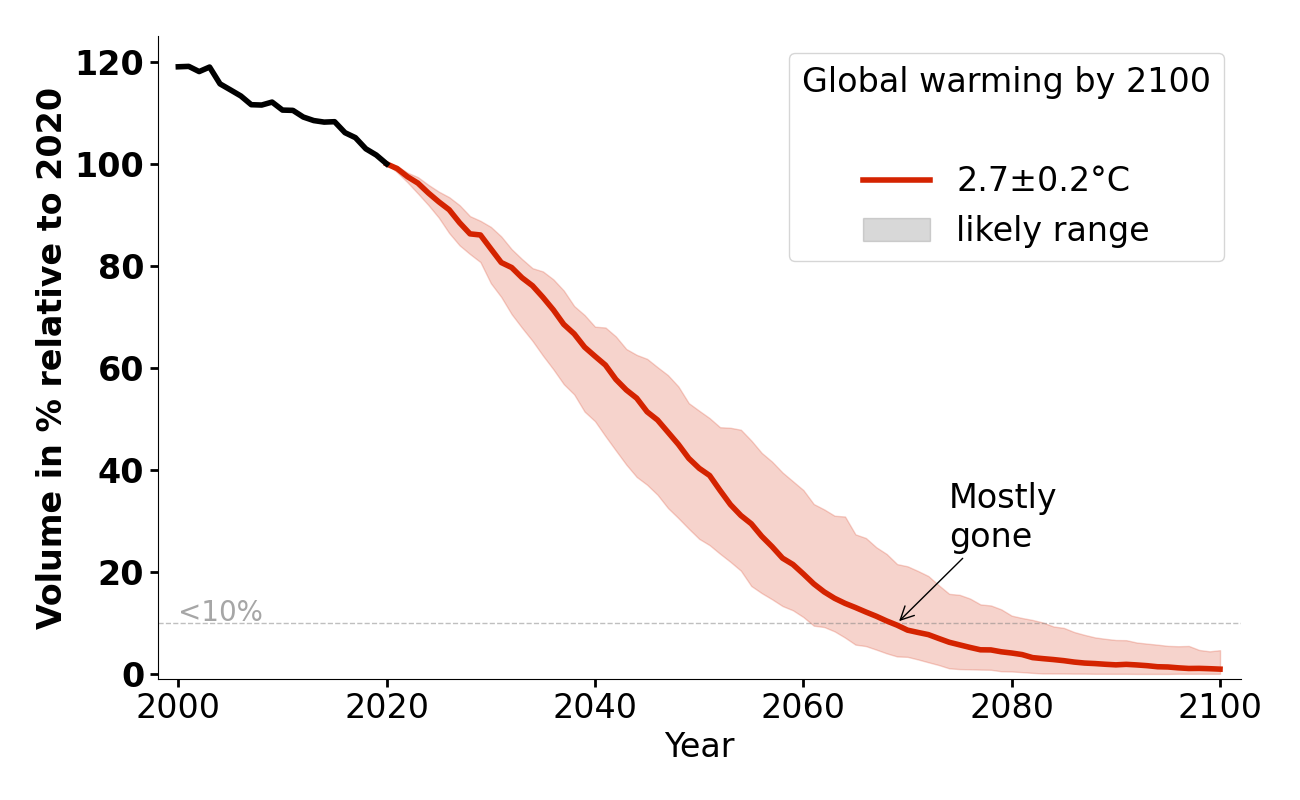 Volume in % relative to 2020
120
100
80
60
40
20
0
Global warming by 2100
2.7±0.2°C
likely range
Mostly
gone
<10%
2000 2020 2040 2060 2080 2100
Year